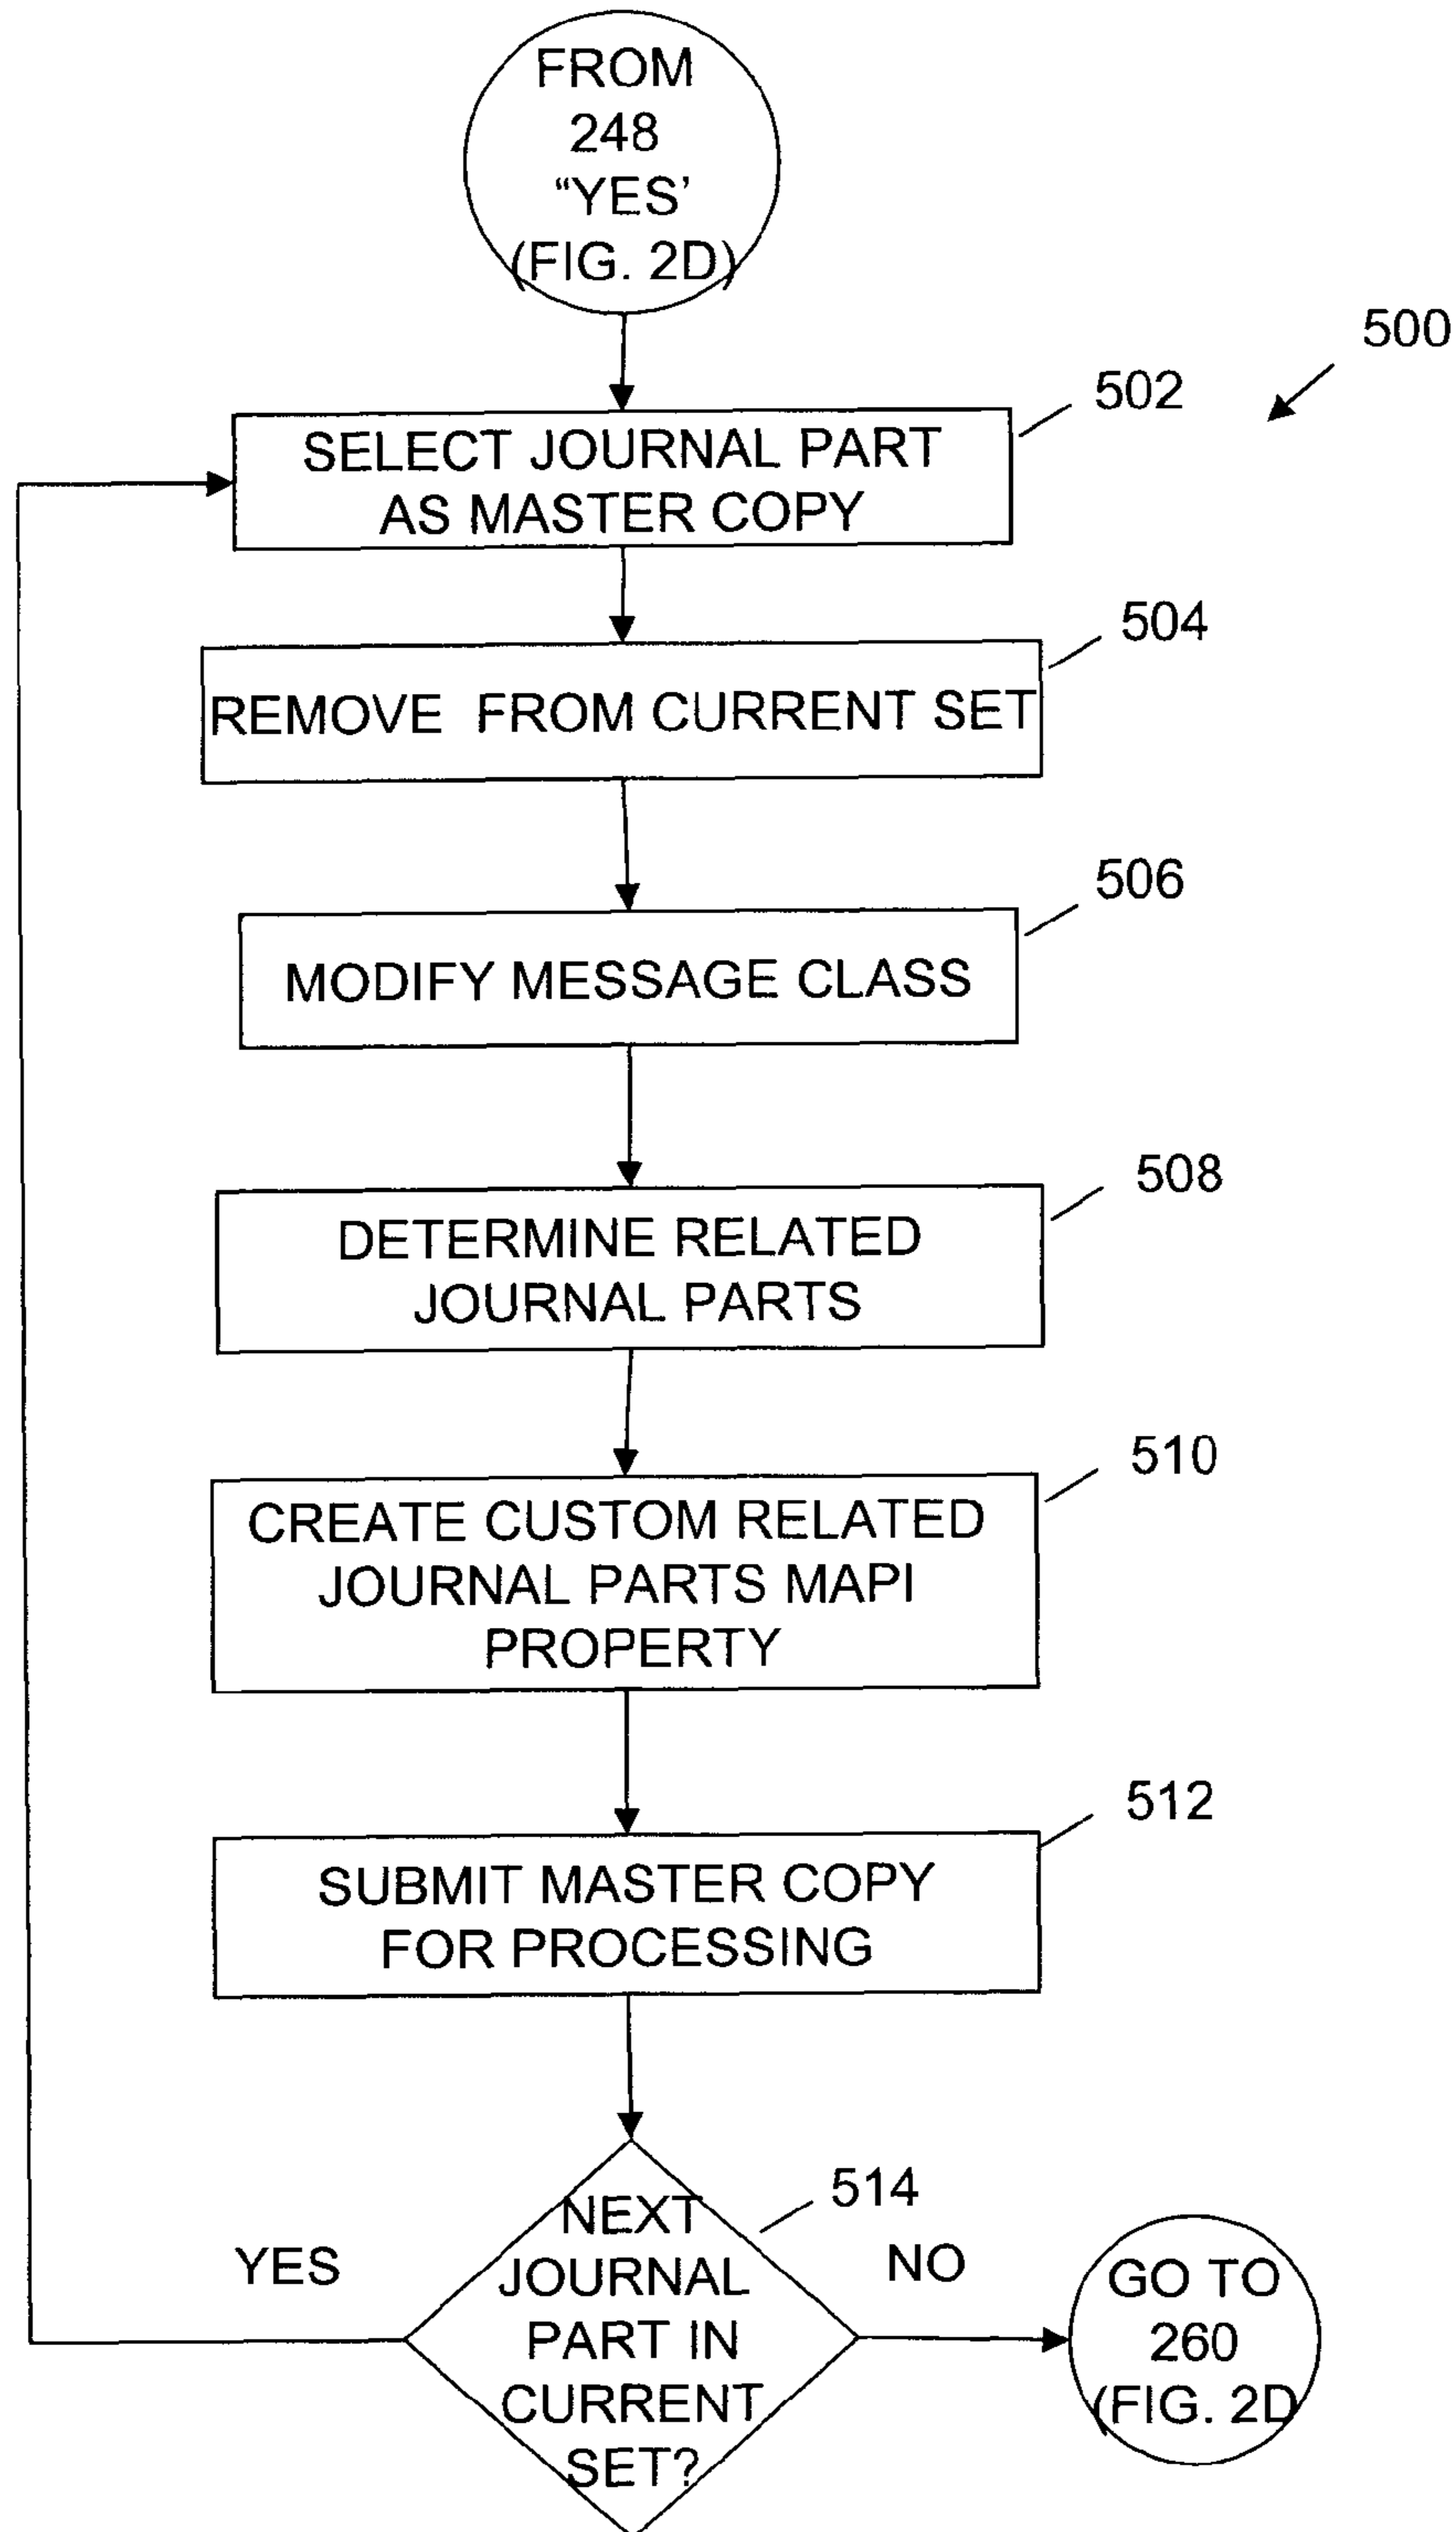 FROM
248
“YES’
(FIG. 2D)
500
502
SELECT JOURNAL PART
AS MASTER COPY
504
REMOVE FROM CURRENT SET
506
MODIFY MESSAGE CLASS
508
DETERMINE RELATED
JOURNAL PARTS
510
CREATE CUSTOM RELATED
JOURNAL PARTS MAPI
PROPERTY
512
SUBMIT MASTER COPY
FOR PROCESSING
514
NEXT
JOURNAL
PART IN
CURRENT
SET?
YES
NO
GO TO
260
(FIG. 2D